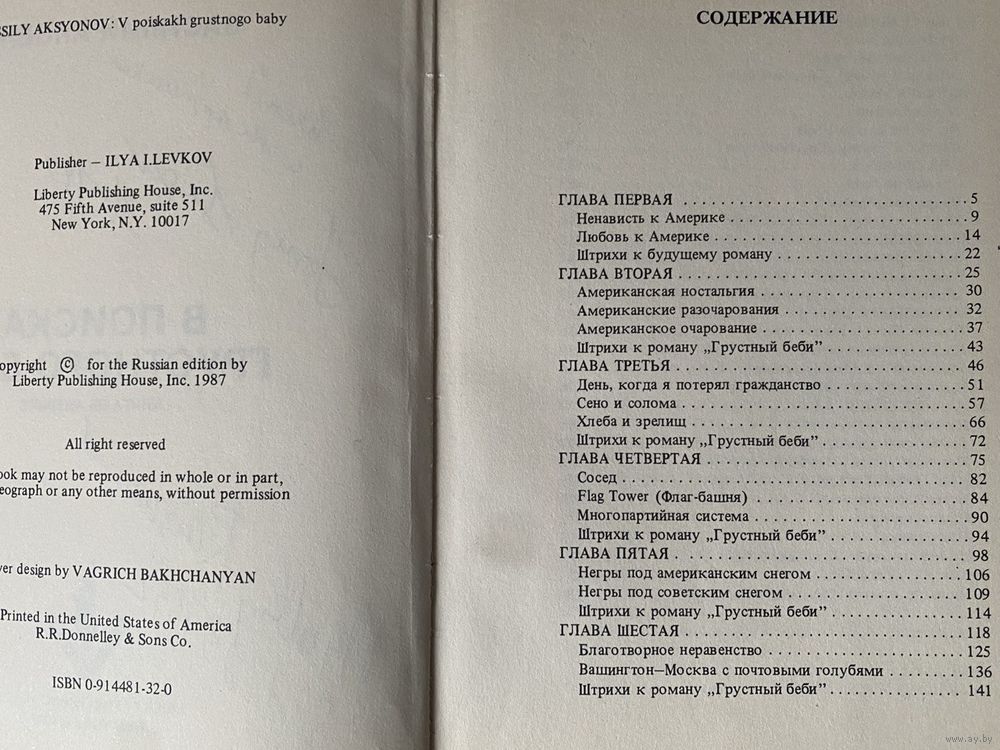 SILY AKSYONOV: V poiskakh grustnogo baby
Publisher — ILYA I.LEVKOV
Liberty Publishing House, Inc.
475 Fifth Avenue, suite 511
New York, N.Y. 10017
opyright © for the Russian edition by
Liberty Publishing House, Inc. 1987
All right reserved
ook may not be reproduced in whole or in part,
eograph or any other means, without permission
er design by VAGRICH BAKHCHANYAN
Printed in the United States of America
R.R.Donnelley & Sons Co.
ISBN 0-914481-32-0
СОДЕРЖАНИЕ
ГЛАВА ПЕРВАЯ 5
Ненависть к Америке 9
Любовь к Америке 14
Штрихи к будущему роману 22
ГЛАВА ВТОРАЯ 25
Американская ностальгия 30
Американские разочарования 32
Американское очарование 37
Штрихи к роману „Грустный беби” 43
ГЛАВА ТРЕТЬЯ 46
День, когда я потерял гражданство 51
Сено и солома 57
Хлеба и зрелищ 66
Штрихи к роману „Грустный беби” 72
ГЛАВА ЧЕТВЕРТАЯ 75
Сосед 82
Flag Tower (Флаг-башня) 84
Многопартийная система 90
Штрихи к роману „Грустный беби” 94
ГЛАВА ПЯТАЯ 98
Негры под американским снегом 106
Негры под советским снегом 109
Штрихи к роману „Грустный беби” 114
ГЛАВА ШЕСТАЯ 118
Благотворное неравенство 125
Вашингтон—Москва с почтовыми голубями 136
Штрихи к роману „Грустный беби” 141
www.ay.by